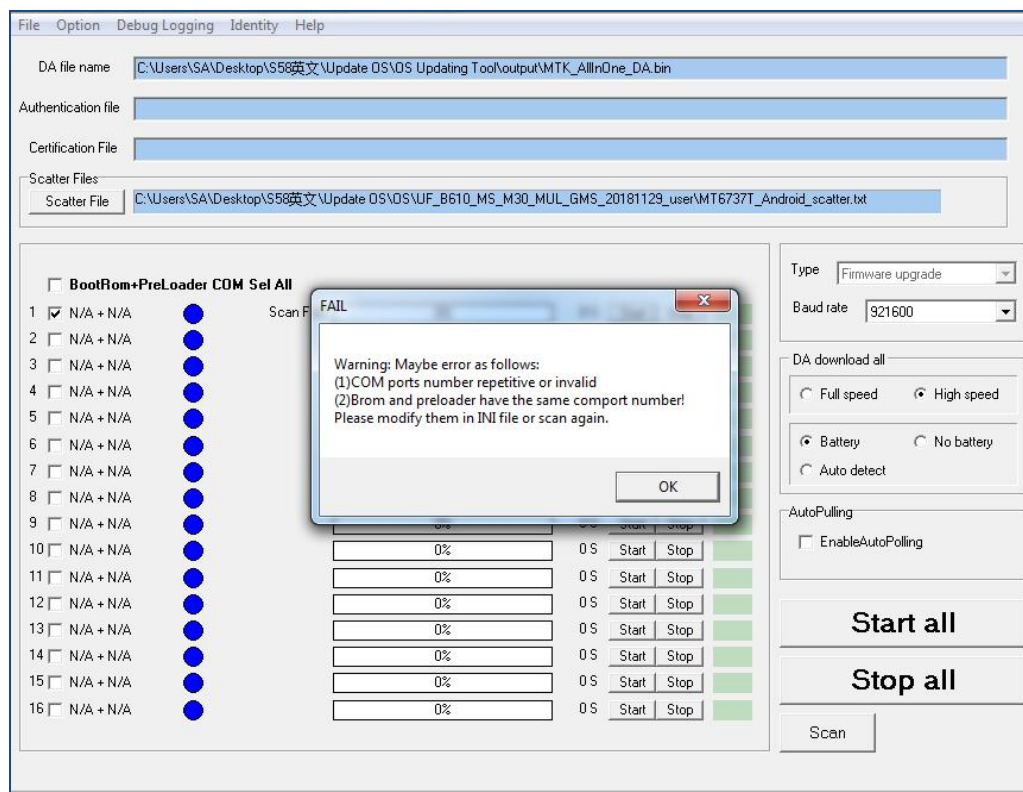 File Option Debug Logging Identity Help
DA file name C:\Users\SA\Desktop\S58英文\Update OS\OS Updating Tool\output\MTK_AllInOne_DA.bin
Authentication file
Certification File
Scatter Files
Scatter File C:\Users\SA\Desktop\S58英文\Update OS\OS\UF_B610_MS_M30_MUL_GMS_20181129_user\MT6737T_Android_scatter.txt
BootRom+PreLoader COM Sel All
1 N/A + N/A Scan
2 N/A + N/A
3 N/A + N/A
4 N/A + N/A
5 N/A + N/A
6 N/A + N/A
7 N/A + N/A
8 N/A + N/A
9 N/A + N/A 0% 0 S Start Stop
10 N/A + N/A 0% 0 S Start Stop
11 N/A + N/A 0% 0 S Start Stop
12 N/A + N/A 0% 0 S Start Stop
13 N/A + N/A 0% 0 S Start Stop
14 N/A + N/A 0% 0 S Start Stop
15 N/A + N/A 0% 0 S Start Stop
16 N/A + N/A 0% 0 S Start Stop
FAIL
Warning: Maybe error as follows:
(1)COM ports number repetitive or invalid
(2)Brom and preloader have the same comport number!
Please modify them in INI file or scan again.
OK
Type Firmware upgrade
Baud rate 921600
DA download all
Full speed High speed
Battery No battery
Auto detect
AutoPulling
EnableAutoPolling
Start all
Stop all
Scan